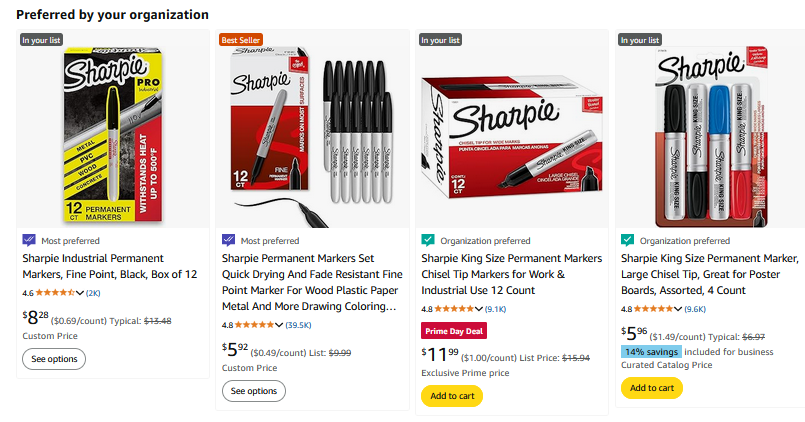 Preferred by your organization
In your list
Sharpie
PRO
Industrial
METAL
PVC
WOOD
CONCRETE
WITHSTANDS HEAT
UP TO 500°F
12 CT
PERMANENT
MARKERS
Most preferred
Sharpie Industrial Permanent
Markers, Fine Point, Black, Box of 12
4.6 (2K)
$8.28 ($0.69/count) Typical: $13.48
Custom Price
See options
Best Seller
Sharpie
MARKS ON MOST SURFACES
FINE
12 CT
Most preferred
Sharpie Permanent Markers Set
Quick Drying And Fade Resistant Fine
Point Marker For Wood Plastic Paper
Metal And More Drawing Coloring…
4.8 (39.5K)
$5.92 ($0.49/count) List: $9.99
Custom Price
See options
In your list
Sharpie
CHISEL TIP FOR WIDE MARKS
PUNTA CINCELADA PARA MARCAS ANCHAS
KING SIZE
LARGE CHISEL
CINCELADA GRANDE
12
Organization preferred
Sharpie King Size Permanent Markers
Chisel Tip Markers for Work &
Industrial Use 12 Count
4.8 (9.1K)
Prime Day Deal
$11.99 ($1.00/count) List Price: $15.94
Exclusive Prime price
Add to cart
In your list
Sharpie
KING SIZE
Sharpie
KING SIZE
Organization preferred
Sharpie King Size Permanent Marker,
Large Chisel Tip, Great for Poster
Boards, Assorted, 4 Count
4.8 (9.6K)
$5.96 ($1.49/count) Typical: $6.97
14% savings included for business
Curated Catalog Price
Add to cart